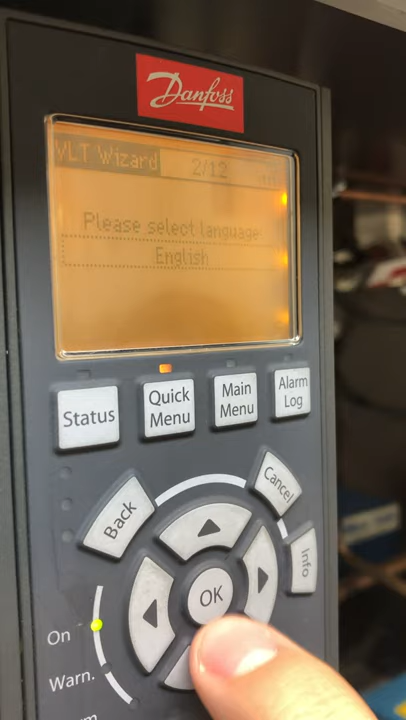 Danfoss
VLT Wizard 2/12
Please select language
English
Status
Quick
Menu
Main
Menu
Alarm
Log
Back
Cancel
Info
OK
On
Warn.